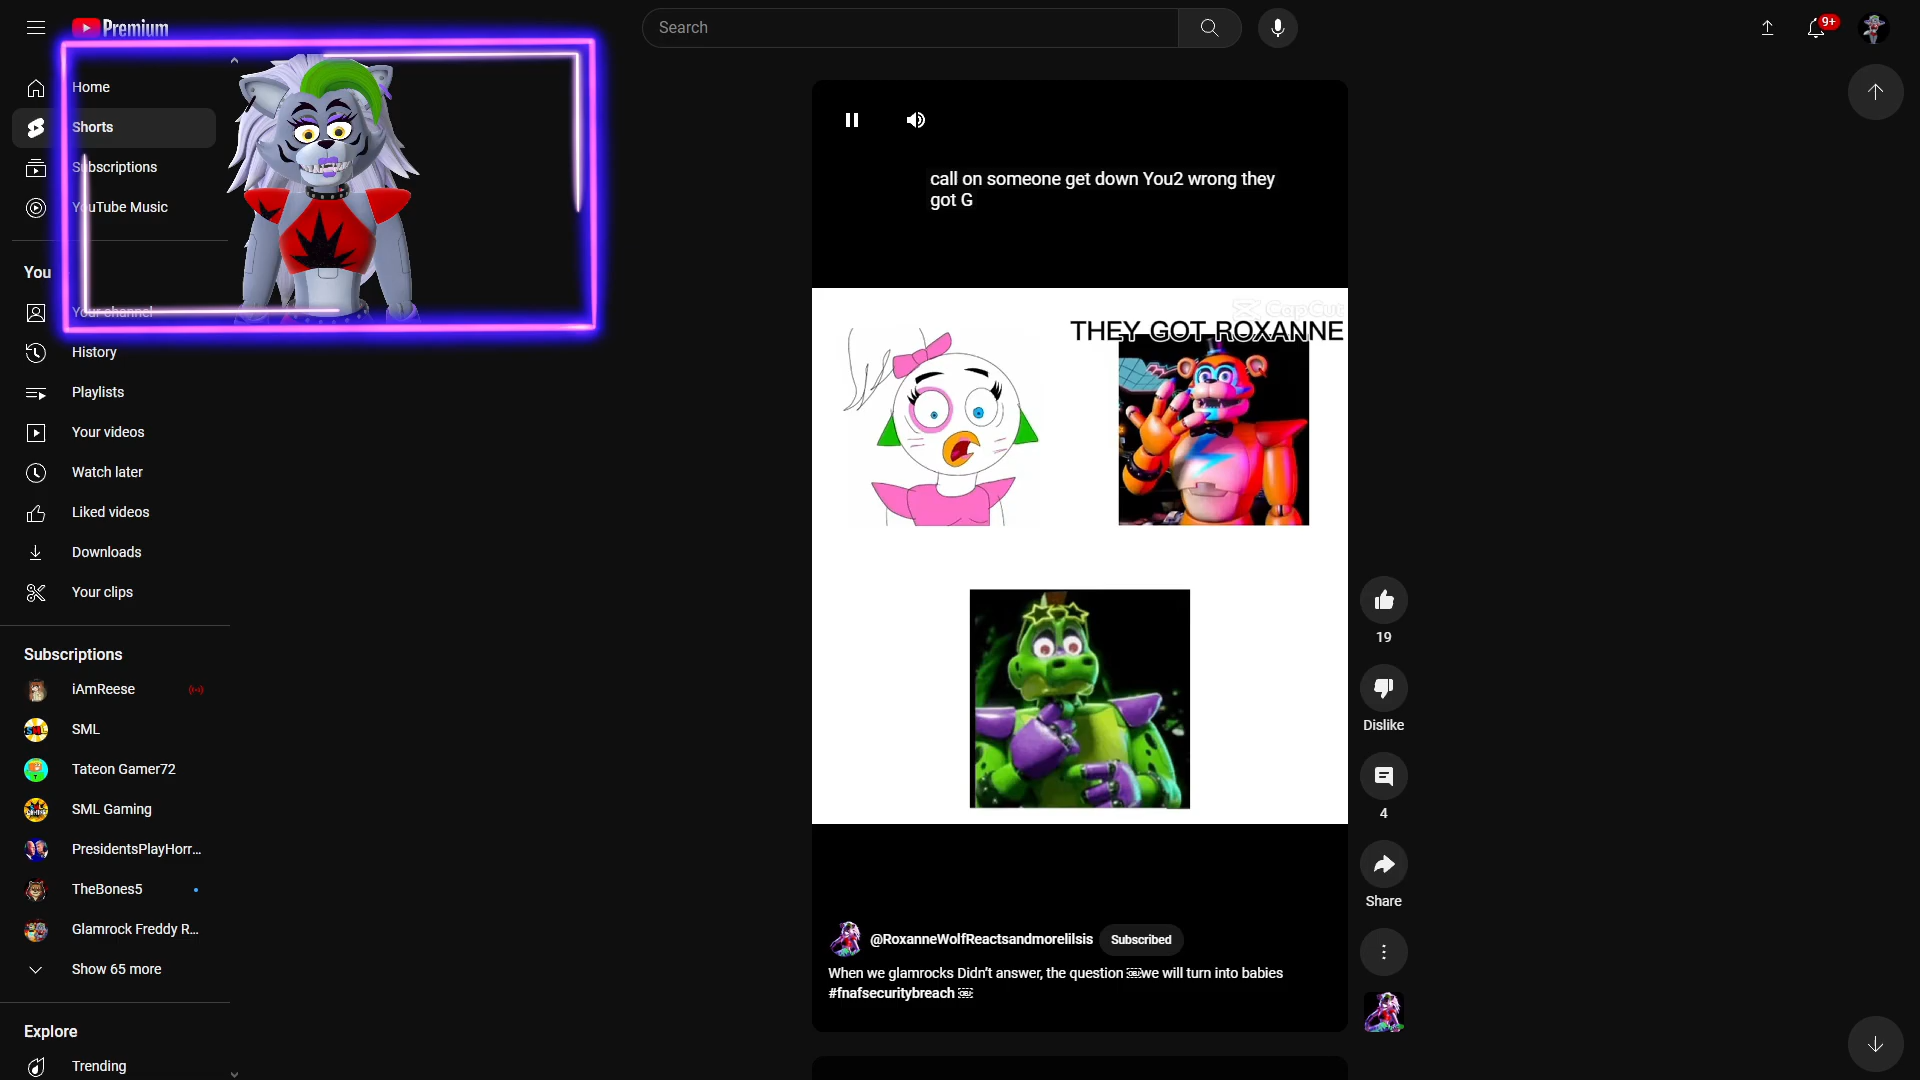 Premium
Search
9+
Home
Shorts
Subscriptions
YouTube Music
You
Your channel
History
Playlists
Your videos
Watch later
Liked videos
Downloads
Your clips
Subscriptions
iAmReese
SML
Tateon Gamer72
SML Gaming
PresidentsPlayHorr...
TheBones5
Glamrock Freddy R...
Show 65 more
Explore
Trending
call on someone get down You2 wrong they
got G
CapCut
THEY GOT ROXANNE
19
Dislike
4
Share
@RoxanneWolfReactsandmorelilsis
Subscribed
When we glamrocks Didn't answer, the question ￼we will turn into babies
#fnafsecuritybreach ￼